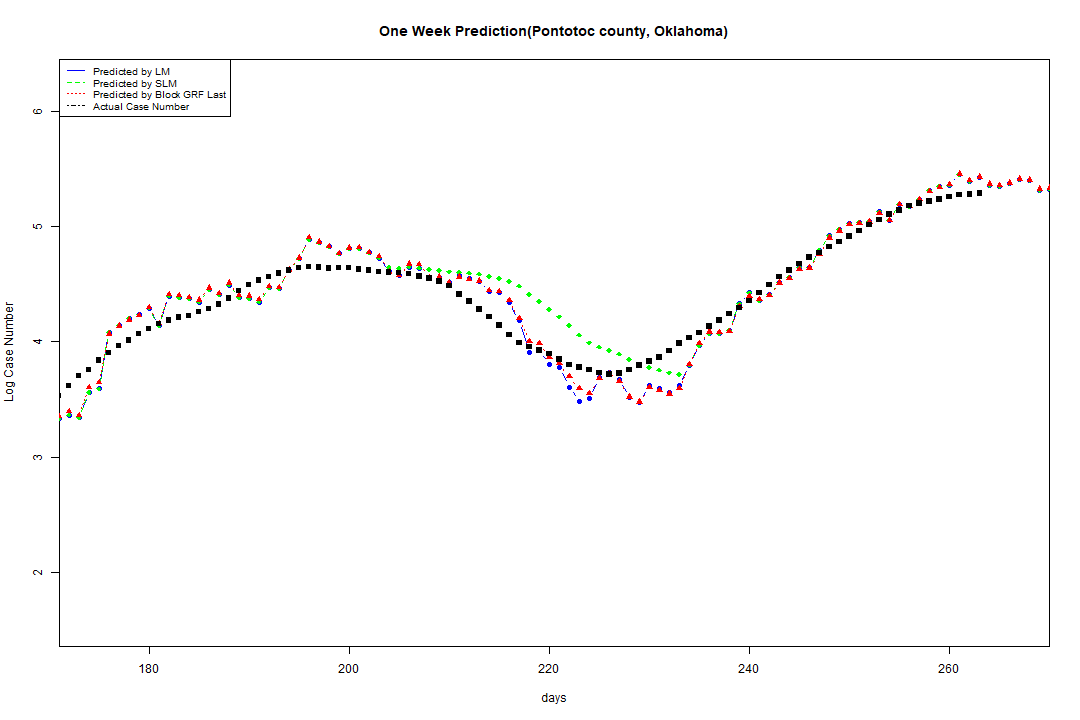 One Week Prediction(Pontotoc county, Oklahoma)
Predicted by LM
Predicted by SLM
Predicted by Block GRF Last
Actual Case Number
6
5
4
3
2
Log Case Number
180 200 220 240 260
days